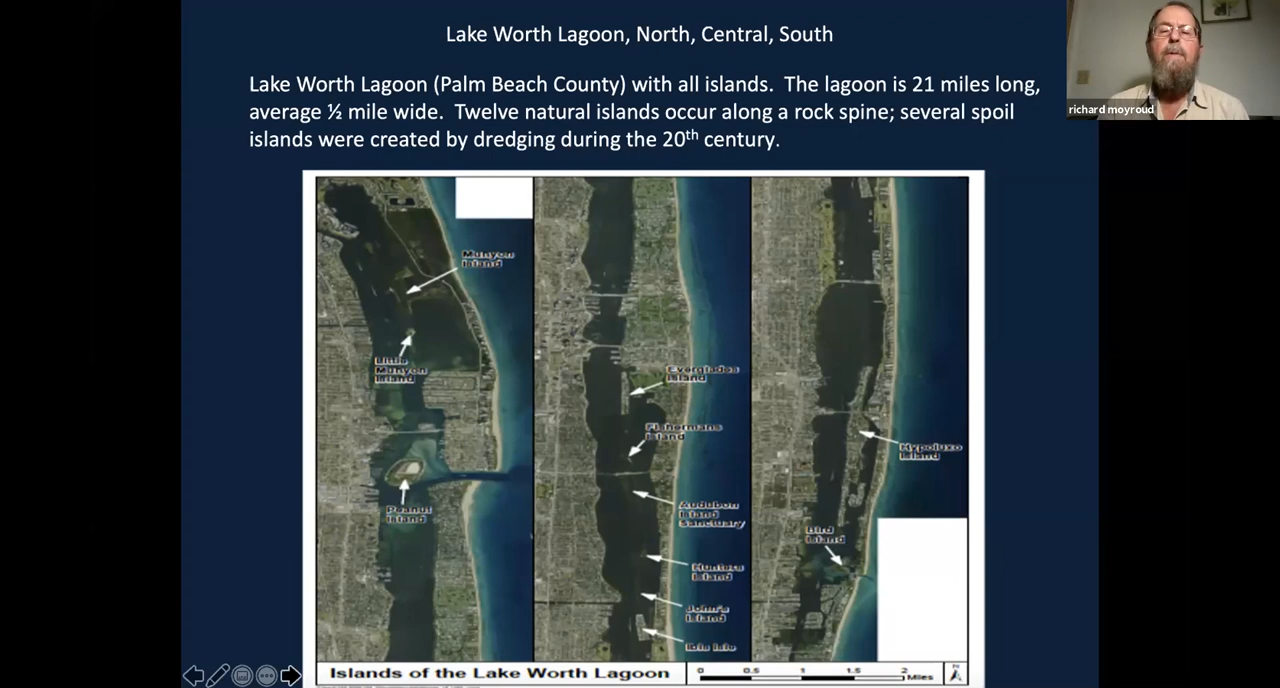 Lake Worth Lagoon, North, Central, South
richard moyroud
Lake Worth Lagoon (Palm Beach County) with all islands.  The lagoon is 21 miles long,
average ½ mile wide.  Twelve natural islands occur along a rock spine; several spoil
islands were created by dredging during the 20th century.
Munyon
Island
Little
Munyon
Island
Peanut
Island
Everglades
Island
Fishermans
Island
Audubon
Island
Sanctuary
Hunters
Island
John's
Island
Ibis Isle
Hypoluxo
Island
Bird
Island
Islands of the Lake Worth Lagoon
0 0.5 1 1.5 2
Miles
N